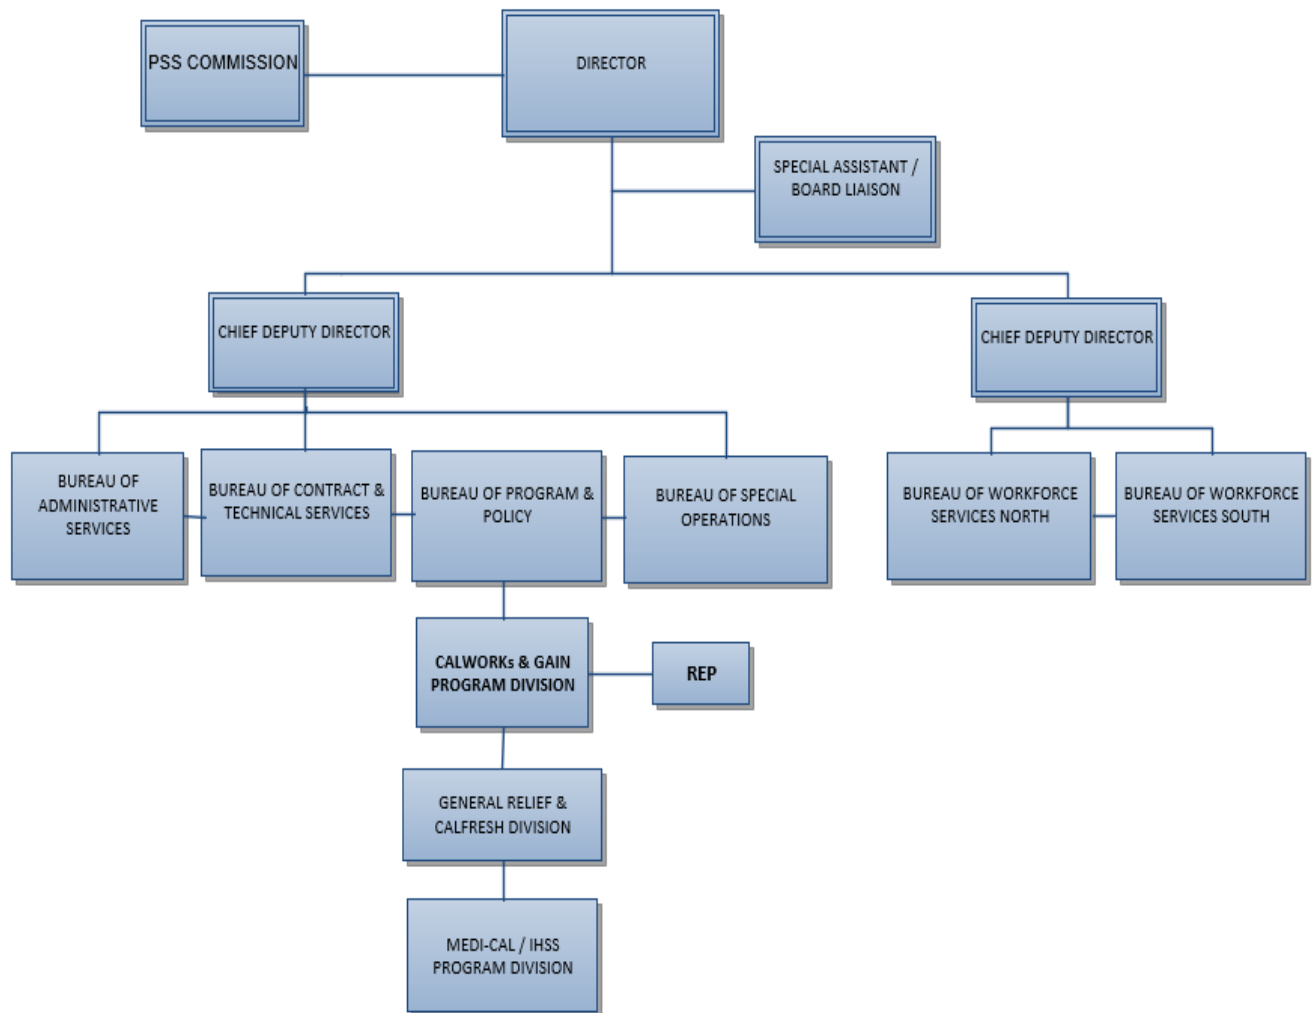 PSS COMMISSION
DIRECTOR
SPECIAL ASSISTANT /
BOARD LIAISON
CHIEF DEPUTY DIRECTOR
CHIEF DEPUTY DIRECTOR
BUREAU OF
ADMINISTRATIVE
SERVICES
BUREAU OF CONTRACT &
TECHNICAL SERVICES
BUREAU OF PROGRAM &
POLICY
BUREAU OF SPECIAL
OPERATIONS
BUREAU OF WORKFORCE
SERVICES NORTH
BUREAU OF WORKFORCE
SERVICES SOUTH
CALWORKs & GAIN
PROGRAM DIVISION
REP
GENERAL RELIEF &
CALFRESH DIVISION
MEDI-CAL / IHSS
PROGRAM DIVISION